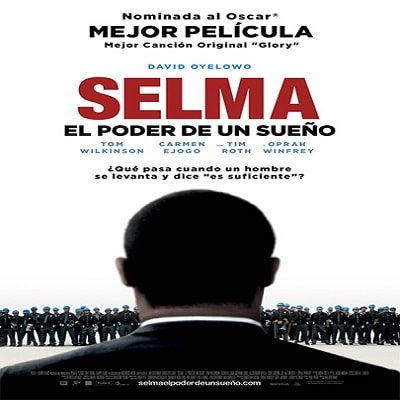 Nominada al Oscar®
MEJOR PELÍCULA
Mejor Canción Original "Glory"
DAVID OYELOWO
SELMA
EL PODER DE UN SUEÑO
TOM WILKINSON CARMEN EJOGO CON TIM ROTH Y OPRAH WINFREY
¿Qué pasa cuando un hombre
se levanta y dice “es suficiente”?
selmaelpoderdeunsueño.com